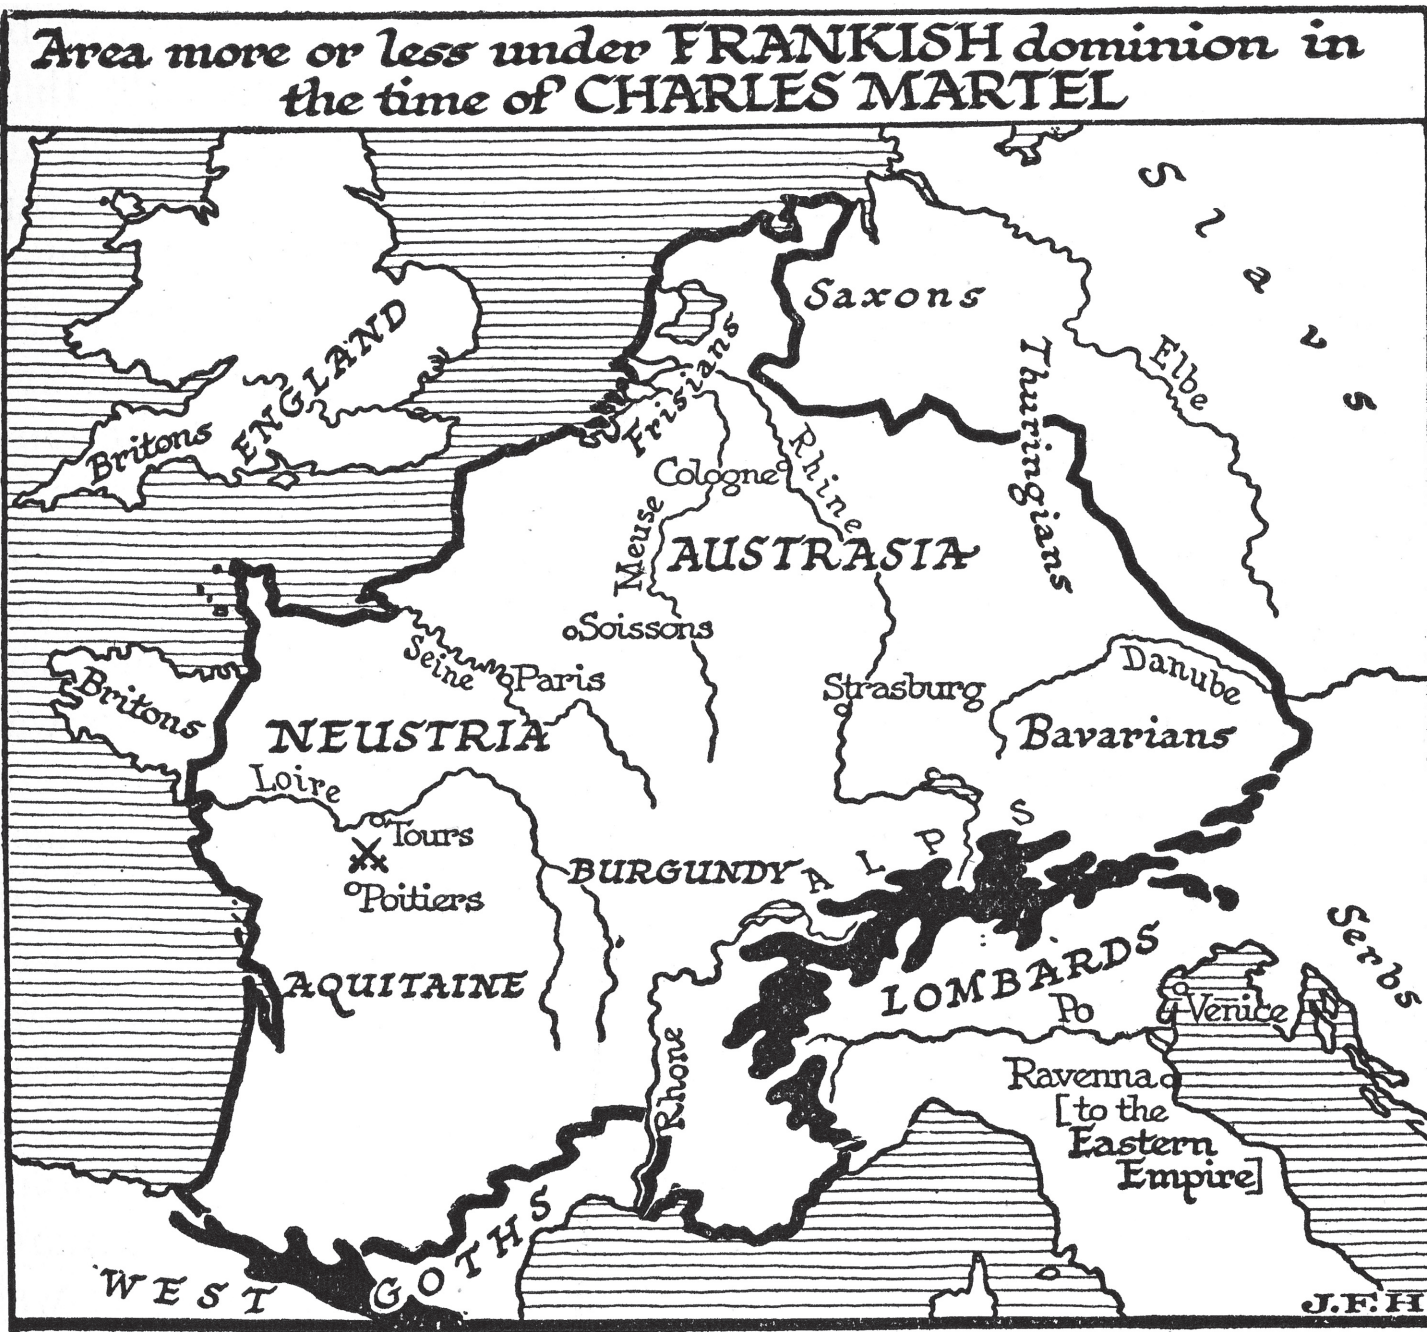 Area more or less under FRANKISH dominion in
the time of CHARLES MARTEL
Slavs
Saxons
ENGLAND
Britons
Frisians
Elbe
Thuringians
Rhine
Cologne
Meuse
AUSTRASIA
Soissons
Seine
Paris
Strasburg
Danube
Britons
NEUSTRIA
Bavarians
Loire
Tours
Poitiers
BURGUNDY
ALPS
AQUITAINE
LOMBARDS
Serbs
Po
Venice
Rhone
Ravenna
[to the
Eastern
Empire]
WEST GOTHS
J.F.H